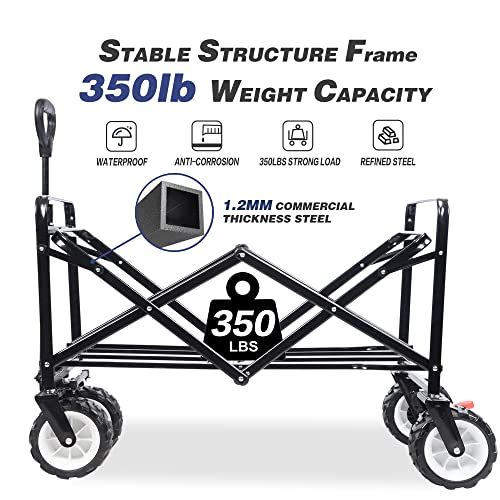 STABLE STRUCTURE Frame
350lb WEIGHT CAPACITY
WATERPROOF
ANTI-CORROSION
350LBS STRONG LOAD
REFINED STEEL
1.2MM COMMERCIAL
THICKNESS STEEL
350
LBS